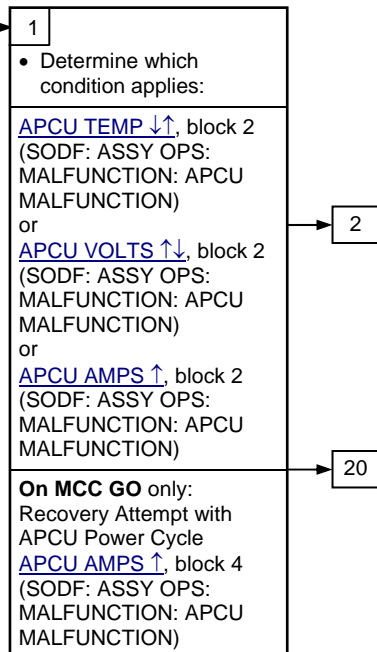 1
• Determine which
condition applies:
APCU TEMP ↓↑, block 2
(SODF: ASSY OPS:
MALFUNCTION: APCU
MALFUNCTION)
or
APCU VOLTS ↑↓, block 2
(SODF: ASSY OPS:
MALFUNCTION: APCU
MALFUNCTION)
or
APCU AMPS ↑, block 2
(SODF: ASSY OPS:
MALFUNCTION: APCU
MALFUNCTION)
2
On MCC GO only:
Recovery Attempt with
APCU Power Cycle
APCU AMPS ↑, block 4
(SODF: ASSY OPS:
MALFUNCTION: APCU
MALFUNCTION)
20